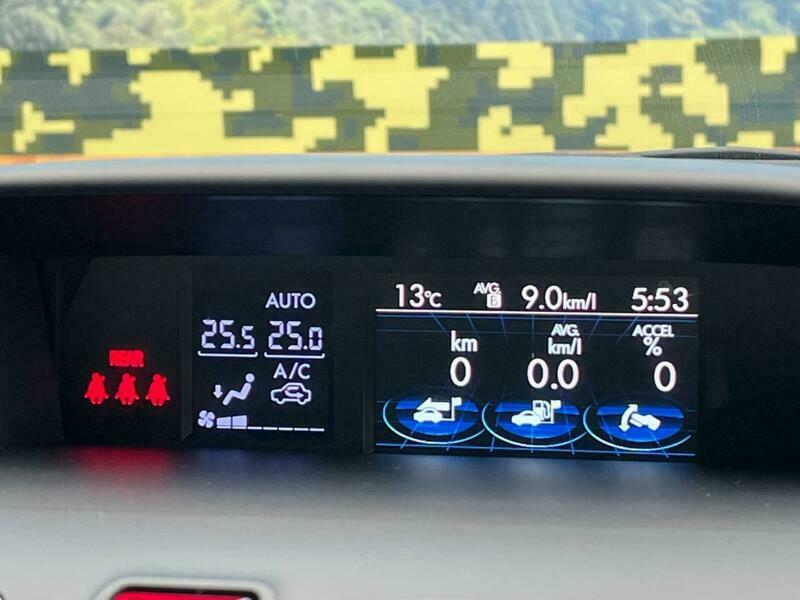 REAR
AUTO
25.5 25.0
A/C
13°C AVG. B 9.0km/l 5:53
km AVG. km/l ACCEL %
0 0.0 0